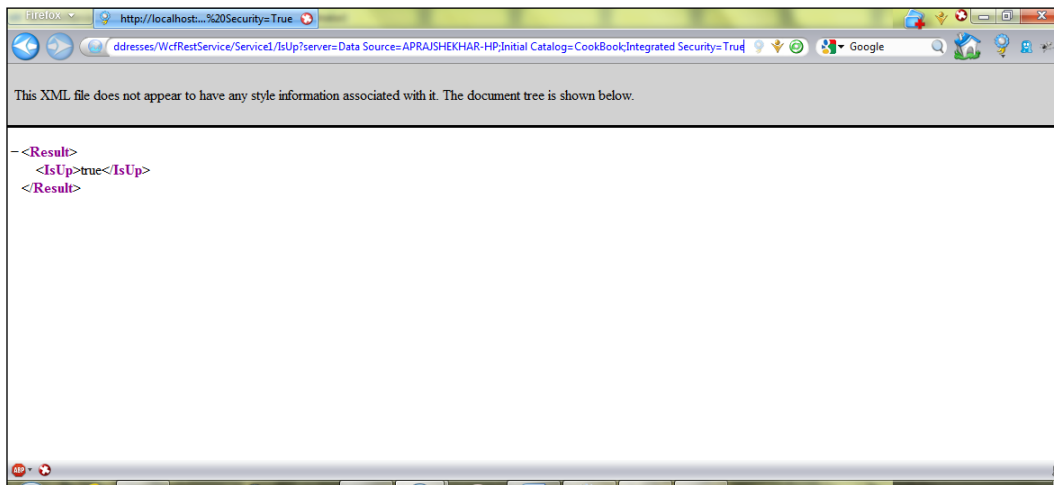 Firefox
http://localhost:...%20Security=True
ddresses/WcfRestService/Service1/IsUp?server=Data Source=APRAJSHEKHAR-HP;Initial Catalog=CookBook;Integrated Security=True
Google
This XML file does not appear to have any style information associated with it. The document tree is shown below.
−<Result>
<IsUp>true</IsUp>
</Result>
ABP